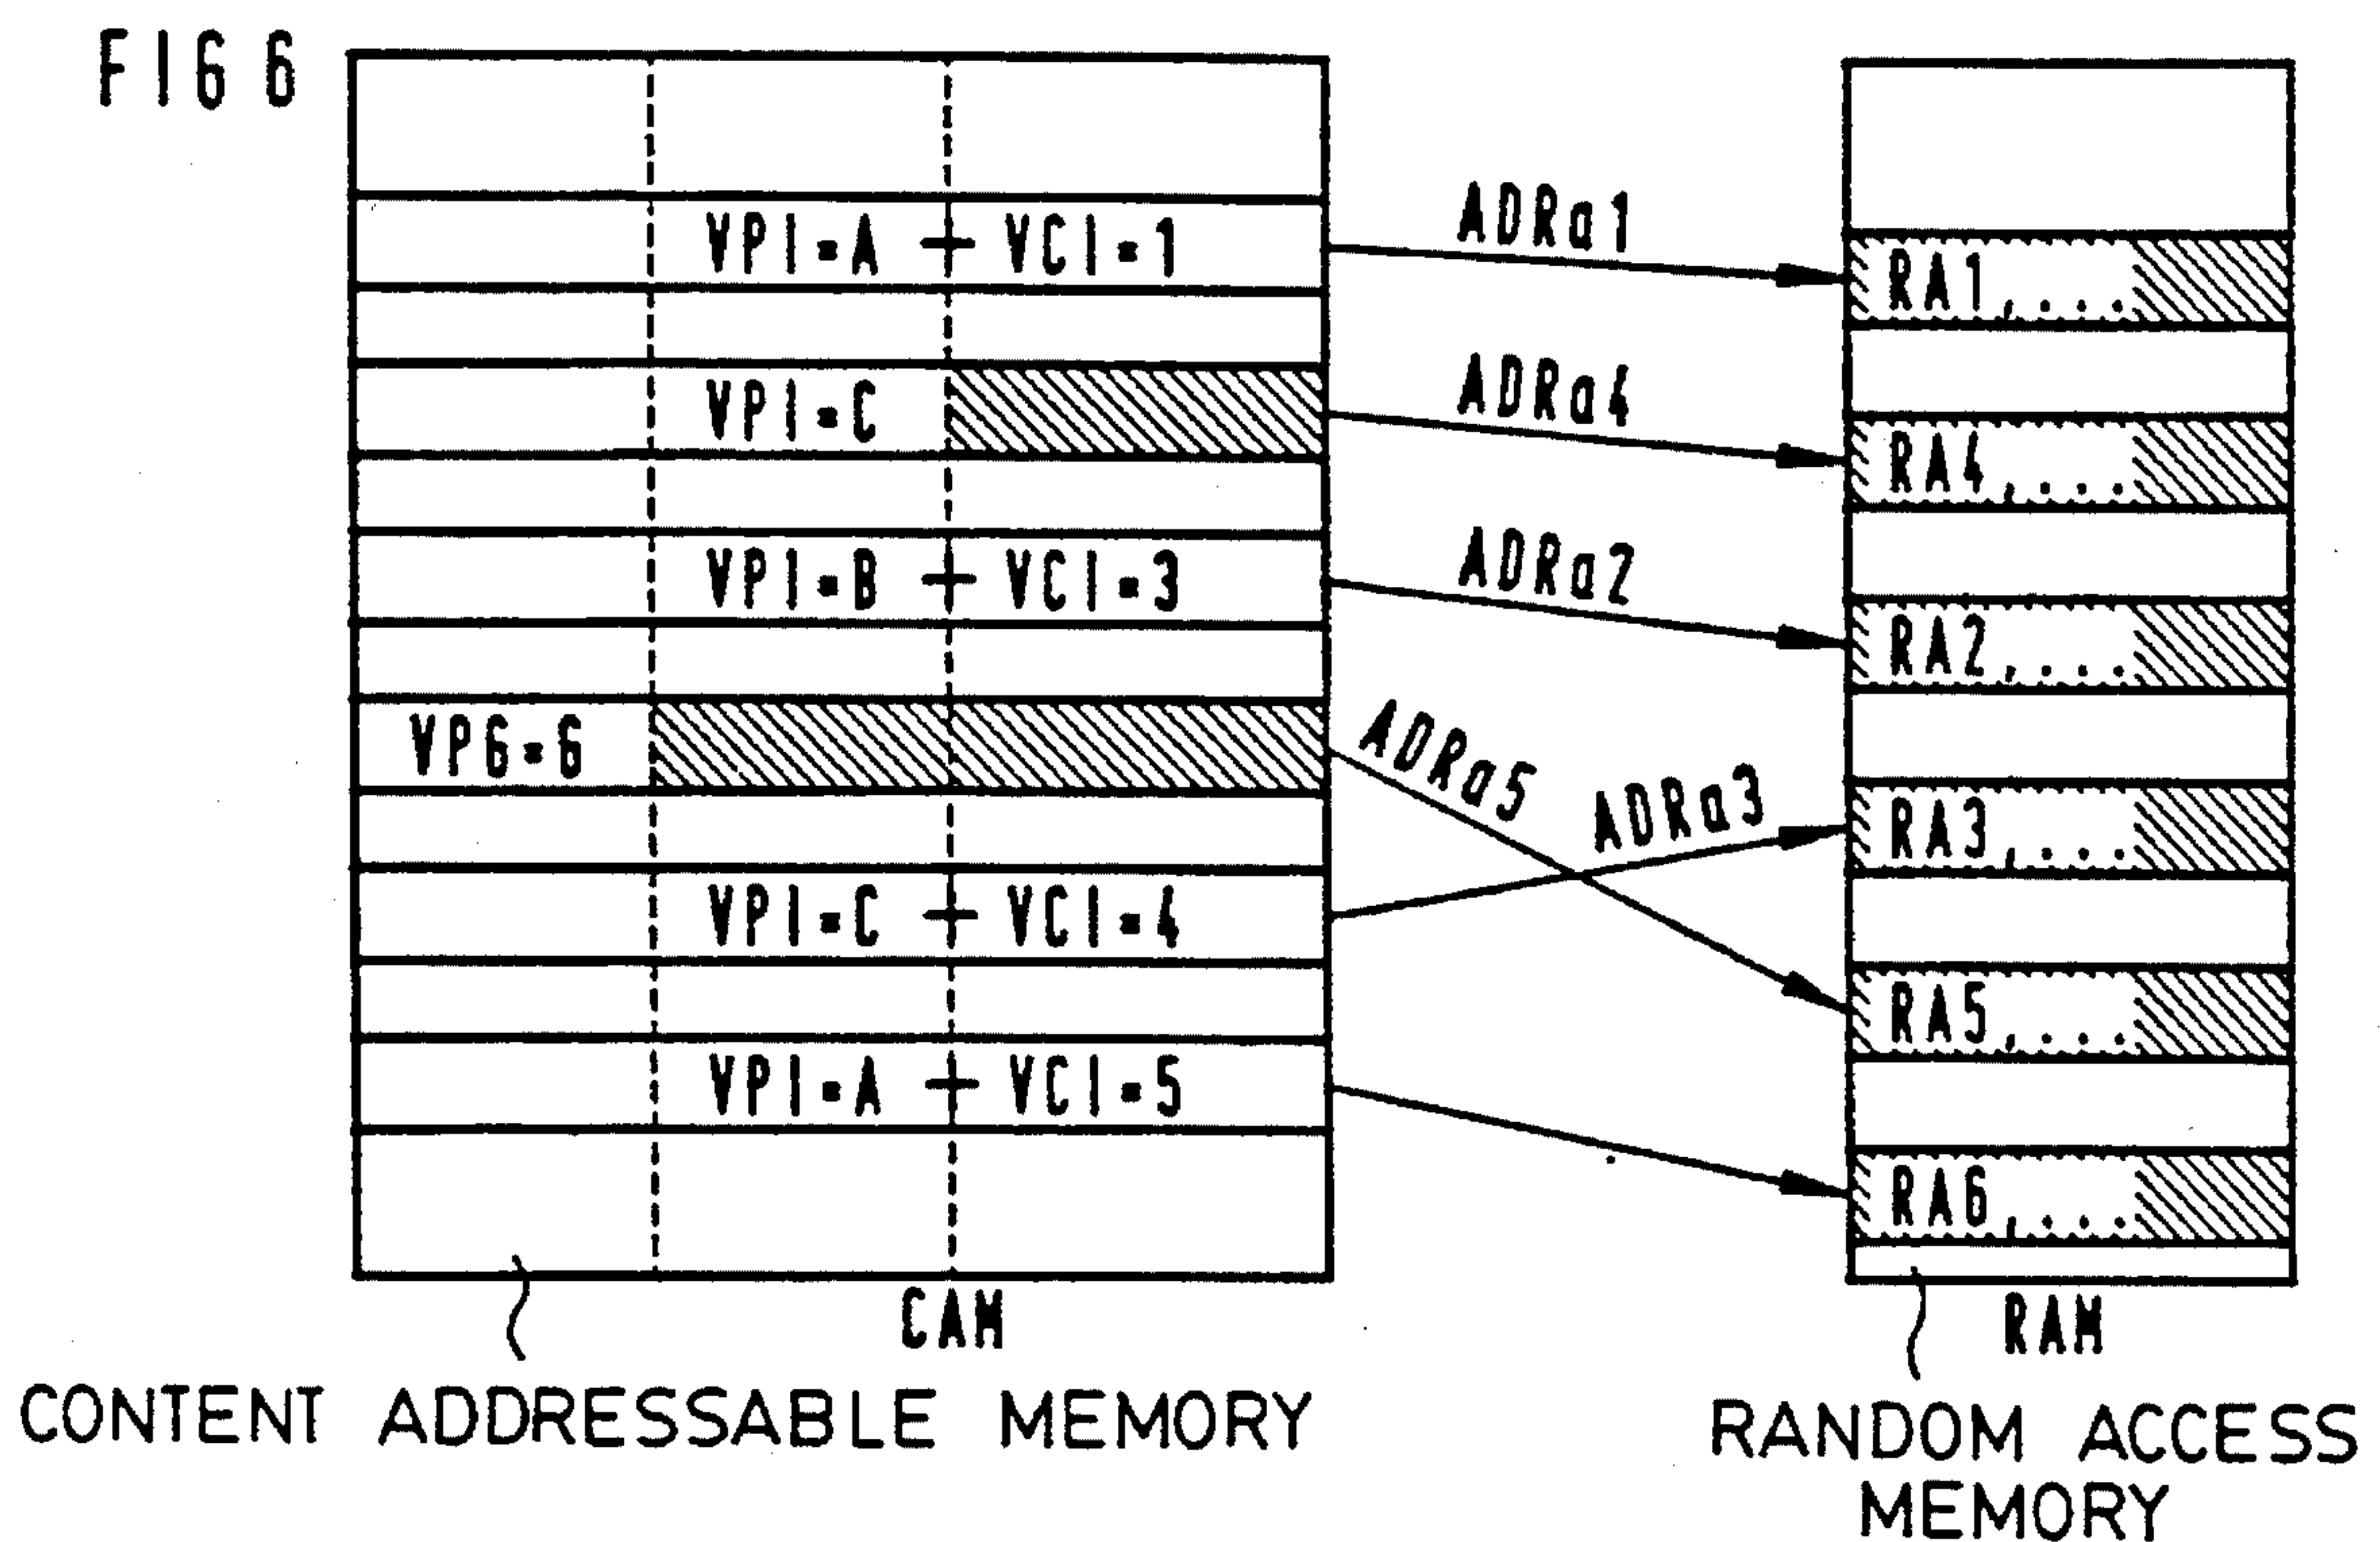 FIG 6
VPI=A + VCI=1
VPI=C
VPI=B + VCI=3
VPG=6
VPI=C + VCI=4
VPI=A + VCI=5
ADRa1
ADRa4
ADRa2
ADRa5
ADRa3
RA1,...
RA4,...
RA2,...
RA3,...
RA5,...
RA6,...
CAM
CONTENT ADDRESSABLE MEMORY
RAM
RANDOM ACCESS
MEMORY